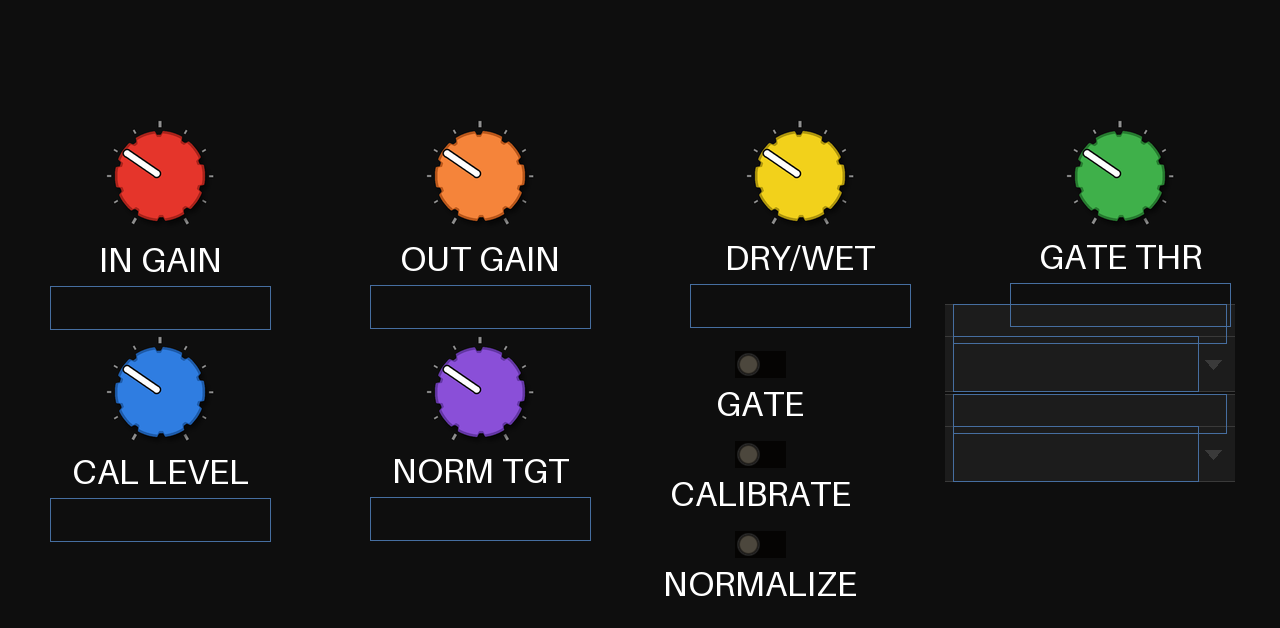 IN GAIN
OUT GAIN
DRY/WET
GATE THR
CAL LEVEL
NORM TGT
GATE
CALIBRATE
NORMALIZE